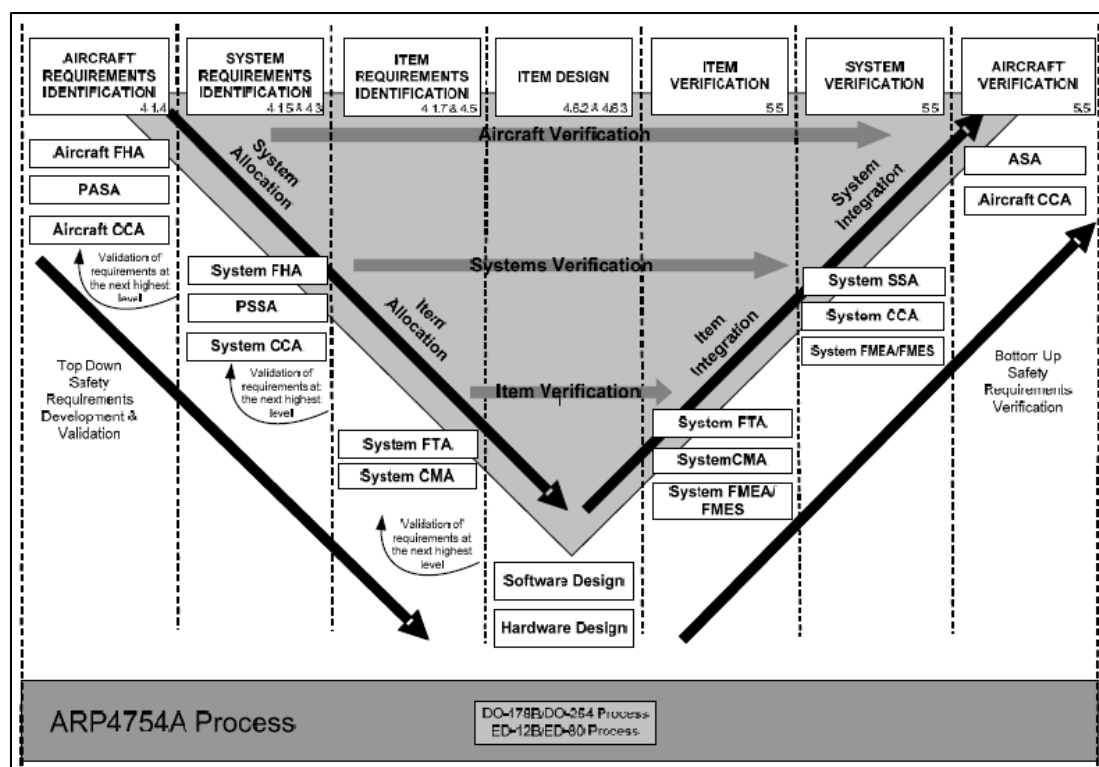 AIRCRAFT
REQUIREMENTS
IDENTIFICATION
4.1.4
SYSTEM
REQUIREMENTS
IDENTIFICATION
4.1.5 & 4.3
ITEM
REQUIREMENTS
IDENTIFICATION
4.1.7 & 4.5
ITEM DESIGN
4.6.2 & 4.6.3
ITEM
VERIFICATION
5.5
SYSTEM
VERIFICATION
5.5
AIRCRAFT
VERIFICATION
5.5
Aircraft Verification
Aircraft FHA
PASA
Aircraft CCA
Validation of
requirements at
the next highest
level
System
Allocation
System
Integration
ASA
Aircraft CCA
System FHA
PSSA
System CCA
Validation of
requirements at
the next highest
level
Systems Verification
Item
Allocation
Item
Integration
System SSA
System CCA
System FMEA/FMES
Top Down
Safety
Requirements
Development &
Validation
Item Verification
Bottom Up
Safety
Requirements
Verification
System FTA
System CMA
Validation of
requirements at
the next highest
level
System FTA
SystemCMA
System FMEA/
FMES
Software Design
Hardware Design
ARP4754A Process
DO-178B/DO-254 Process
ED-12B/ED-80 Process